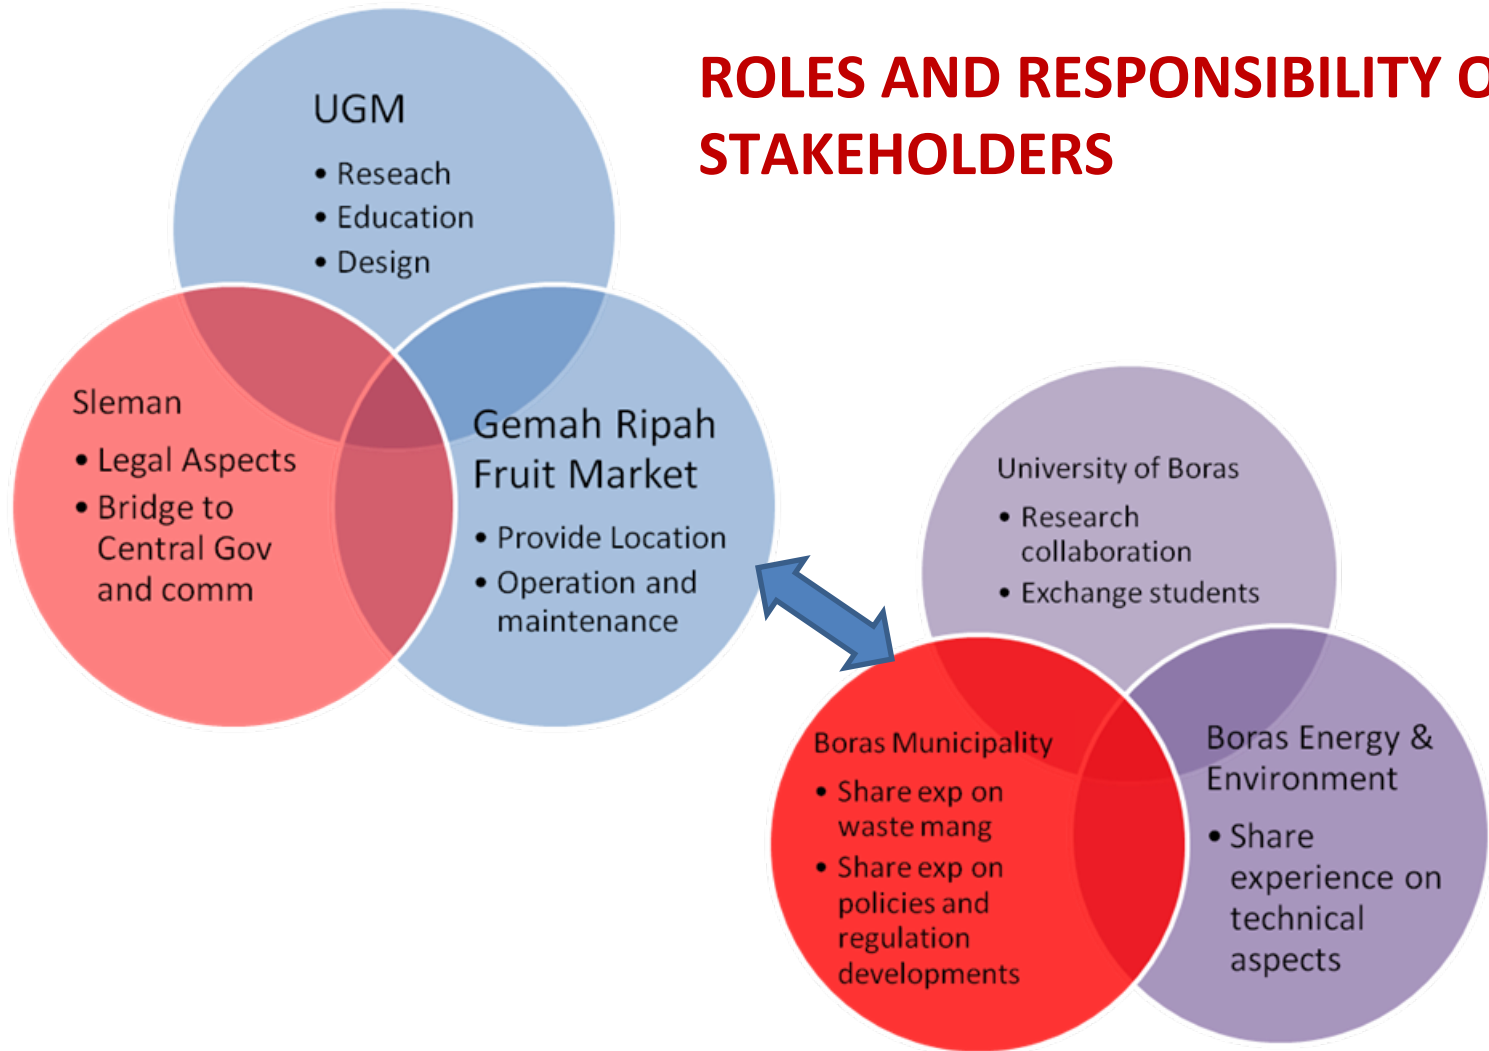 ROLES AND RESPONSIBILITY O
STAKEHOLDERS
UGM
• Reseach
• Education
• Design
Sleman
• Legal Aspects
• Bridge to
Central Gov
and comm
Gemah Ripah
Fruit Market
• Provide Location
• Operation and
maintenance
University of Boras
• Research
collaboration
• Exchange students
Boras Municipality
• Share exp on
waste mang
• Share exp on
policies and
regulation
developments
Boras Energy &
Environment
• Share
experience on
technical
aspects